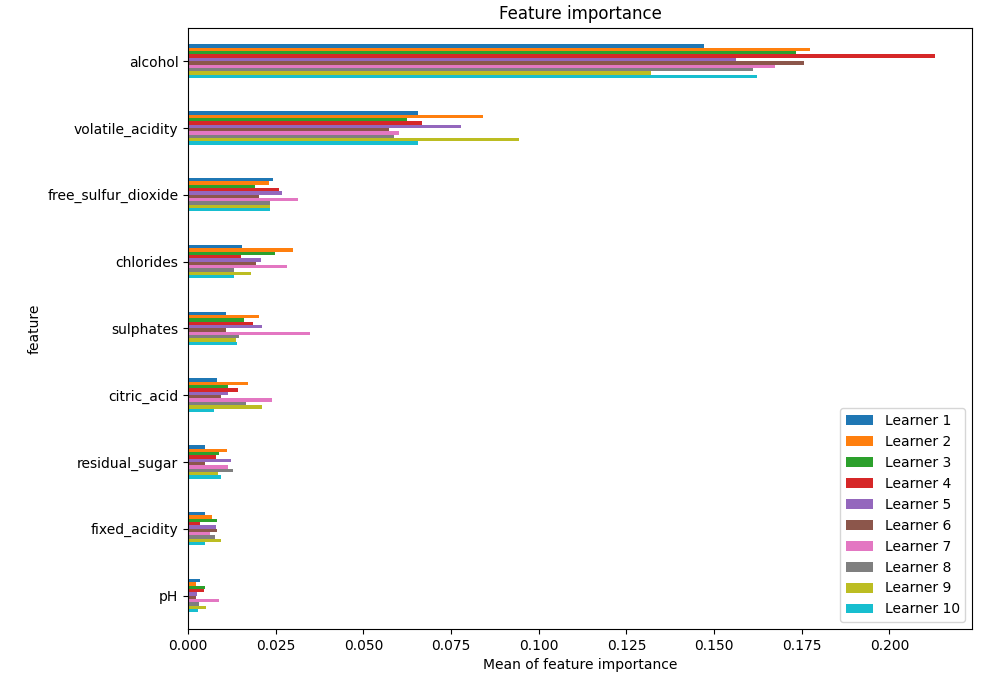 Feature importance
alcohol
volatile_acidity
free_sulfur_dioxide
chlorides
sulphates
citric_acid
residual_sugar
fixed_acidity
pH
feature
Learner 1
Learner 2
Learner 3
Learner 4
Learner 5
Learner 6
Learner 7
Learner 8
Learner 9
Learner 10
0.000 0.025 0.050 0.075 0.100 0.125 0.150 0.175 0.200
Mean of feature importance